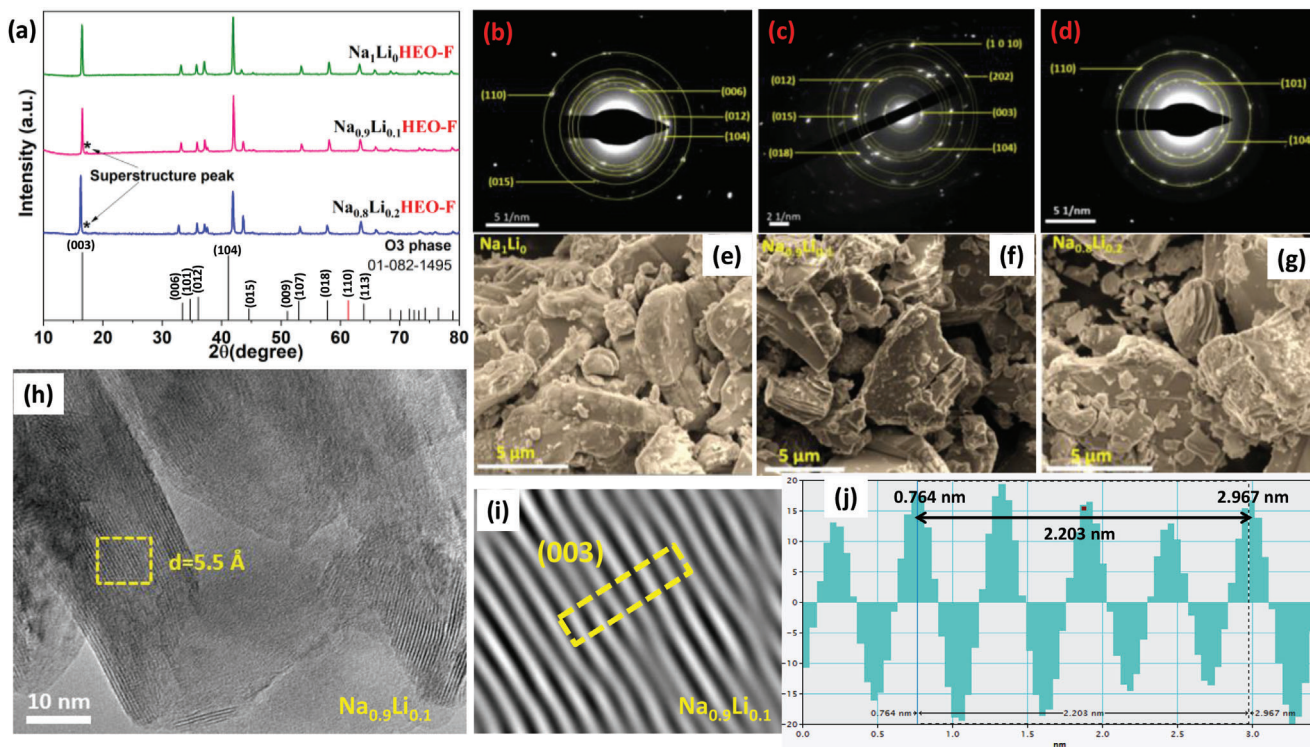 (a)
Intensity (a.u.)
Na₁Li₀HEO-F
Na₀.₉Li₀.₁HEO-F
*
Superstructure peak
Na₀.₈Li₀.₂HEO-F
*
(003)
O3 phase
(104)
01-082-1495
(006)
(101)
(012)
(015)
(009)
(107)
(018)
(110)
(113)
10 20 30 40 50 60 70 80
2θ(degree)
(b)
(110)
(006)
(012)
(104)
(015)
5 1/nm
(c)
(1 0 10)
(012)
(202)
(015)
(003)
(018)
(104)
2 1/nm
(d)
(110)
(101)
(104)
5 1/nm
Na₁Li₀
(e)
5 µm
Na₀.₉Li₀.₁
(f)
5 µm
Na₀.₈Li₀.₂
(g)
5 µm
(h)
d=5.5 Å
10 nm
Na₀.₉Li₀.₁
(i)
(003)
Na₀.₉Li₀.₁
(j)
20
15
10
5
0
-5
-10
-15
-20
0.764 nm
2.967 nm
2.203 nm
0.764 nm 2.203 nm 2.967 nm
0.0 0.5 1.0 1.5 2.0 2.5 3.0
nm